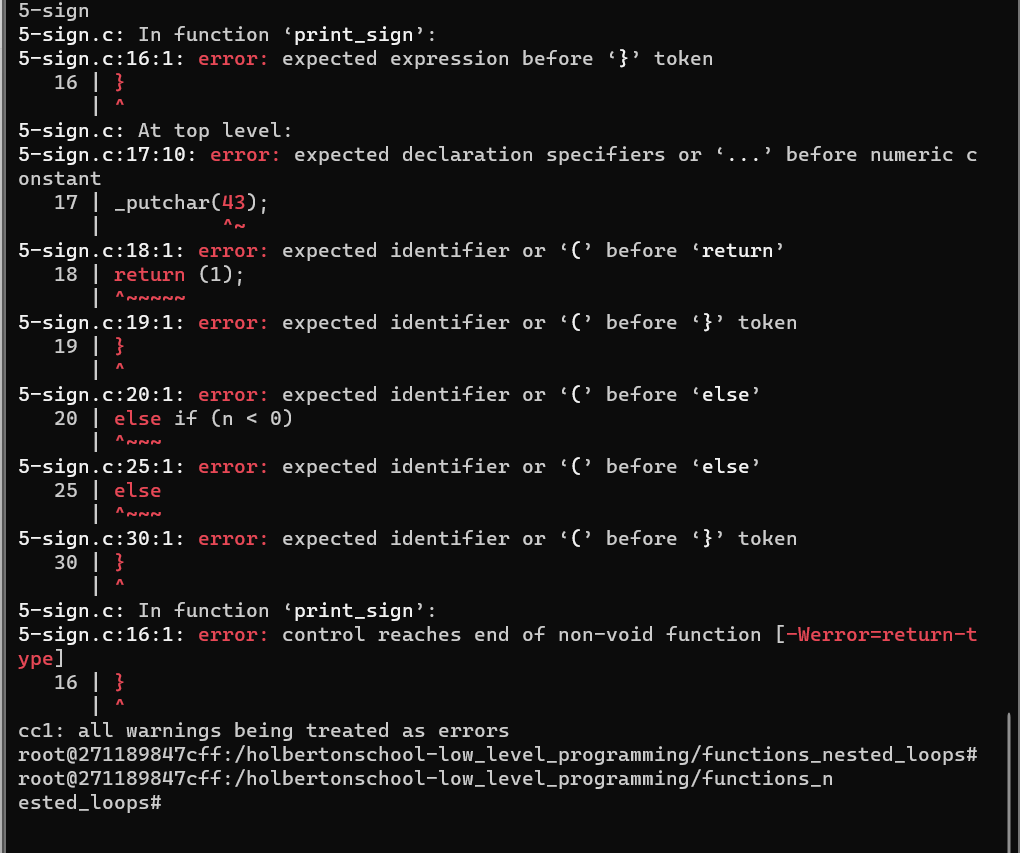 5-sign
5-sign.c: In function ‘print_sign’:
5-sign.c:16:1: error: expected expression before ‘}’ token
   16 | }
      | ^
5-sign.c: At top level:
5-sign.c:17:10: error: expected declaration specifiers or ‘...’ before numeric c
onstant
   17 | _putchar(43);
      |          ^~
5-sign.c:18:1: error: expected identifier or ‘(’ before ‘return’
   18 | return (1);
      | ^~~~~~
5-sign.c:19:1: error: expected identifier or ‘(’ before ‘}’ token
   19 | }
      | ^
5-sign.c:20:1: error: expected identifier or ‘(’ before ‘else’
   20 | else if (n < 0)
      | ^~~~
5-sign.c:25:1: error: expected identifier or ‘(’ before ‘else’
   25 | else
      | ^~~~
5-sign.c:30:1: error: expected identifier or ‘(’ before ‘}’ token
   30 | }
      | ^
5-sign.c: In function ‘print_sign’:
5-sign.c:16:1: error: control reaches end of non-void function [-Werror=return-t
ype]
   16 | }
      | ^
cc1: all warnings being treated as errors
root@271189847cff:/holbertonschool-low_level_programming/functions_nested_loops#
root@271189847cff:/holbertonschool-low_level_programming/functions_n
ested_loops#